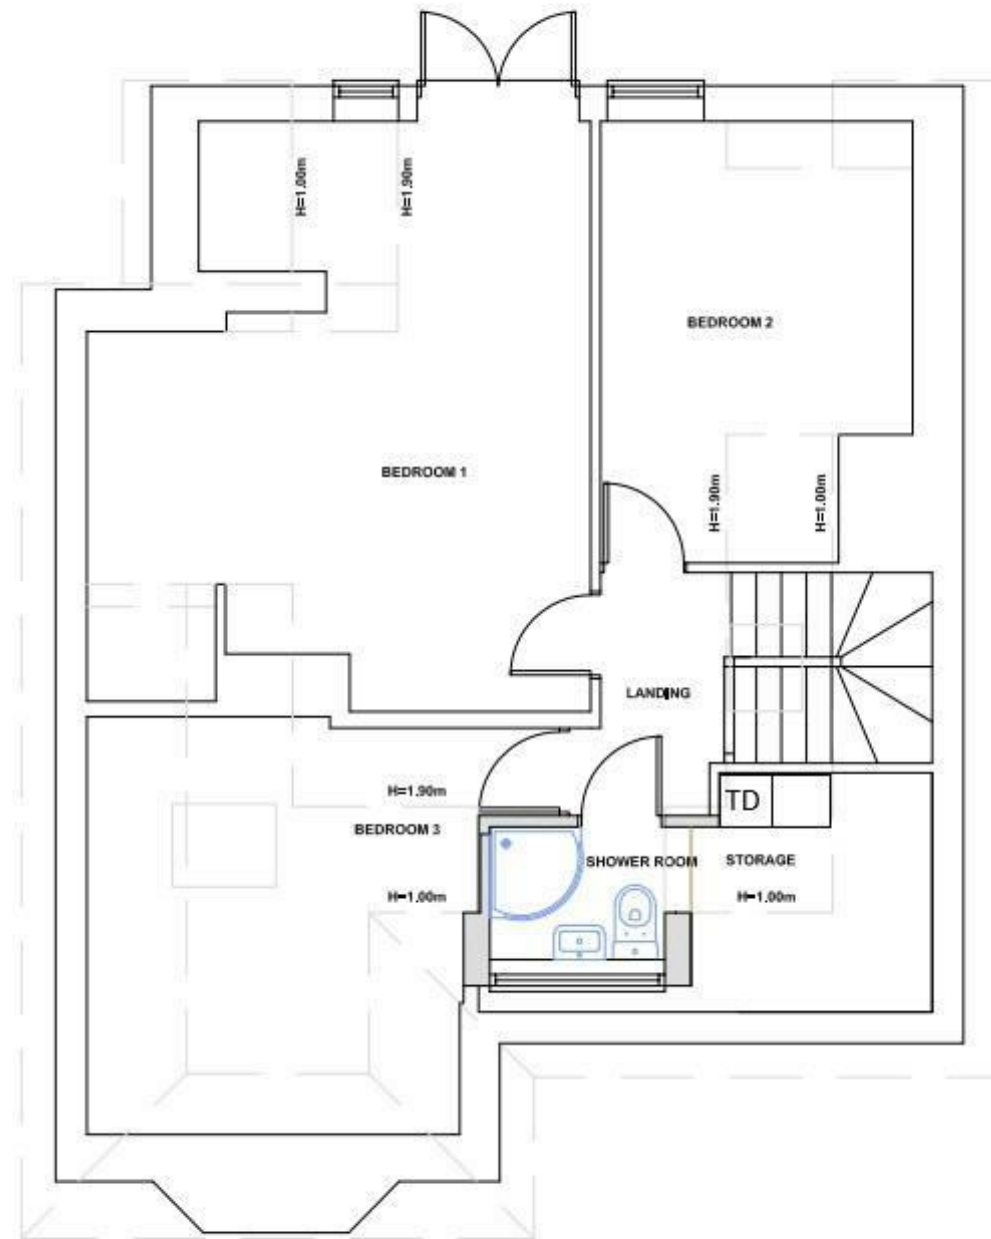 H=1.00m
H=1.90m
BEDROOM 2
BEDROOM 1
H=1.90m
H=1.00m
LANDING
H=1.90m
TD
BEDROOM 3
SHOWER ROOM
STORAGE
H=1.00m
H=1.00m